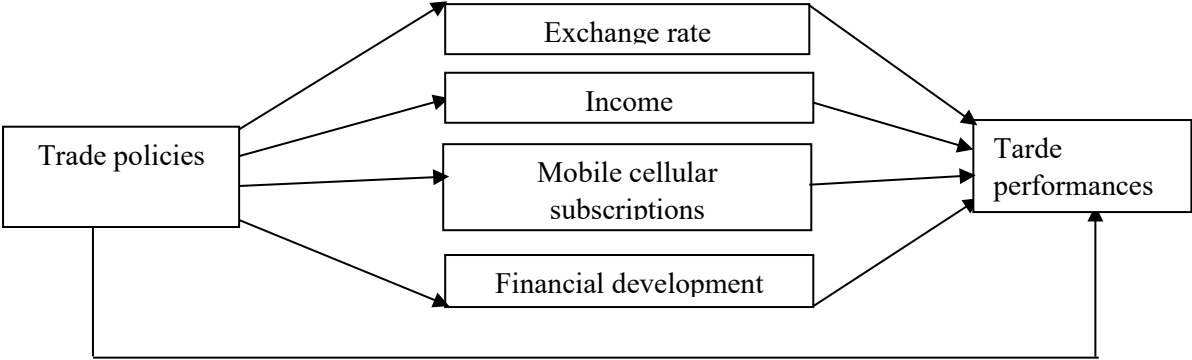 Exchange rate
Income
Trade policies
Mobile cellular
subscriptions
Tarde
performances
Financial development